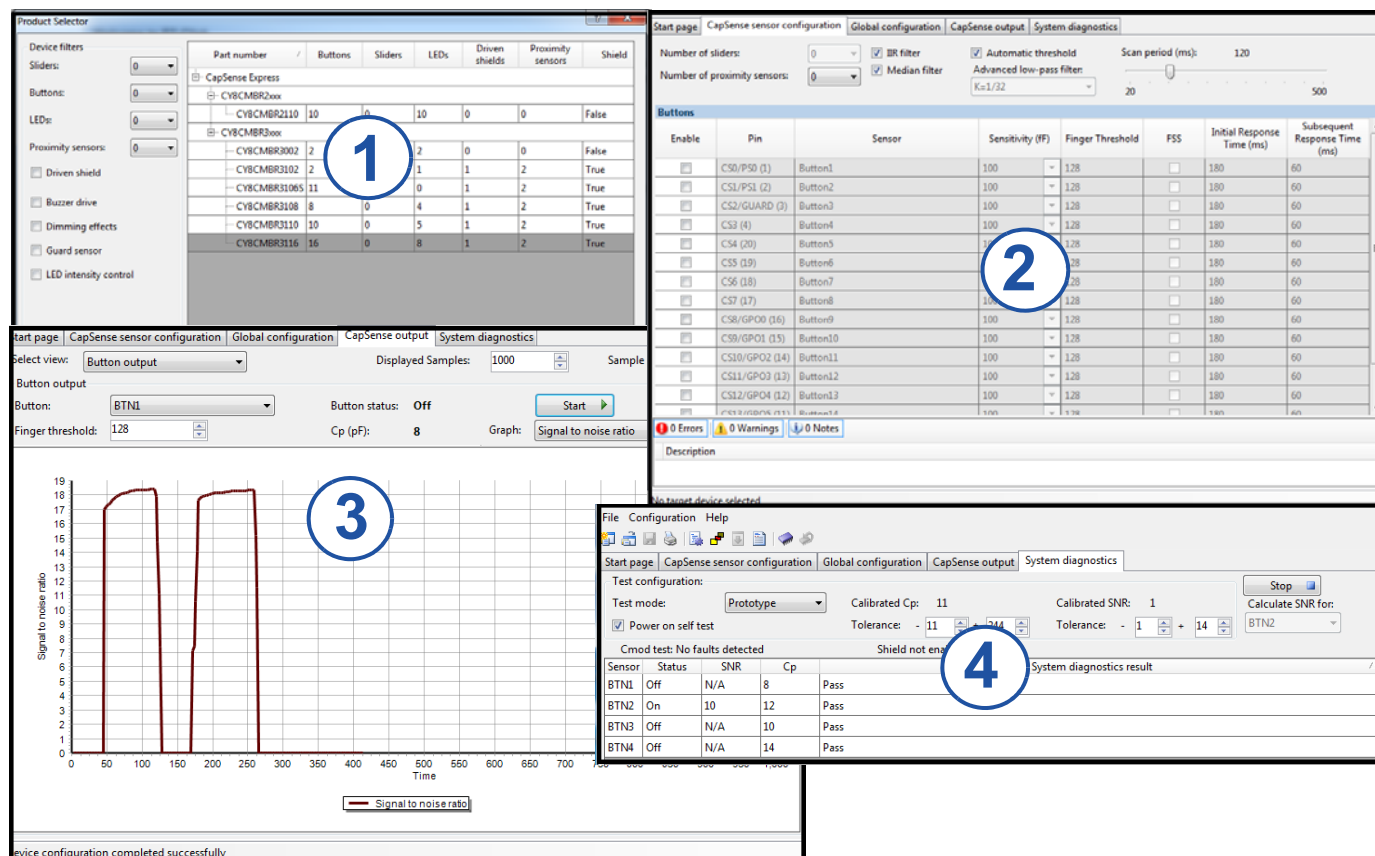 Product Selector
Device filters
Sliders: 0
Buttons: 0
LEDs: 0
Proximity sensors: 0
Driven shield
Buzzer drive
Dimming effects
Guard sensor
LED intensity control
Part number Buttons Sliders LEDs Driven shields Proximity sensors Shield
CapSense Express
CY8CMBR2xxx
CY8CMBR2110 10 0 10 0 0 False
CY8CMBR3xxx
CY8CMBR3002 2 2 0 0 False
CY8CMBR3102 2 1 1 2 True
CY8CMBR3106S 11 0 1 2 True
CY8CMBR3108 8 0 4 1 2 True
CY8CMBR3110 10 0 5 1 2 True
CY8CMBR3116 16 0 8 1 2 True
1
Start page CapSense sensor configuration Global configuration CapSense output System diagnostics
Number of sliders: 0 IIR filter Automatic threshold Scan period (ms): 120
Number of proximity sensors: 0 Median filter Advanced low-pass filter:
K=1/32 20 500
Buttons
Enable Pin Sensor Sensitivity (fF) Finger Threshold FSS Initial Response Time (ms) Subsequent Response Time (ms)
CS0/PS0 (1) Button1 100 128 180 60
CS1/PS1 (2) Button2 100 128 180 60
CS2/GUARD (3) Button3 100 128 180 60
CS3 (4) Button4 100 128 180 60
CS4 (20) Button5 128 180 60
CS5 (19) Button6 180 60
CS6 (18) Button7 180 60
CS7 (17) Button8 128 180 60
CS8/GPO0 (16) Button9 100 128 180 60
CS9/GPO1 (15) Button10 100 128 180 60
CS10/GPO2 (14) Button11 100 128 180 60
CS11/GPO3 (13) Button12 100 128 180 60
CS12/GPO4 (12) Button13 100 128 180 60
CS13/GPO5 (11) Button14 100 128 180 60
2
0 Errors 0 Warnings 0 Notes
Description
No target device selected
tart page CapSense sensor configuration Global configuration CapSense output System diagnostics
Select view: Button output Displayed Samples: 1000 Sample
Button output
Button: BTN1 Button status: Off Start
Finger threshold: 128 Cp (pF): 8 Graph: Signal to noise ratio
3
Signal to noise ratio
19
18
17
16
15
14
13
12
11
10
9
8
7
6
5
4
3
2
1
0
0 50 100 150 200 250 300 350 400 450 500 550 600 650 700
Time
Signal to noise ratio
evice configuration completed successfully
File Configuration Help
Start page CapSense sensor configuration Global configuration CapSense output System diagnostics
Test configuration: Stop
Test mode: Prototype Calibrated Cp: 11 Calibrated SNR: 1 Calculate SNR for:
Power on self test Tolerance: - 11 + 244 Tolerance: - 1 + 14 BTN2
Cmod test: No faults detected Shield not
4
Sensor Status SNR Cp System diagnostics result
BTN1 Off N/A 8 Pass
BTN2 On 10 12 Pass
BTN3 Off N/A 10 Pass
BTN4 Off N/A 14 Pass